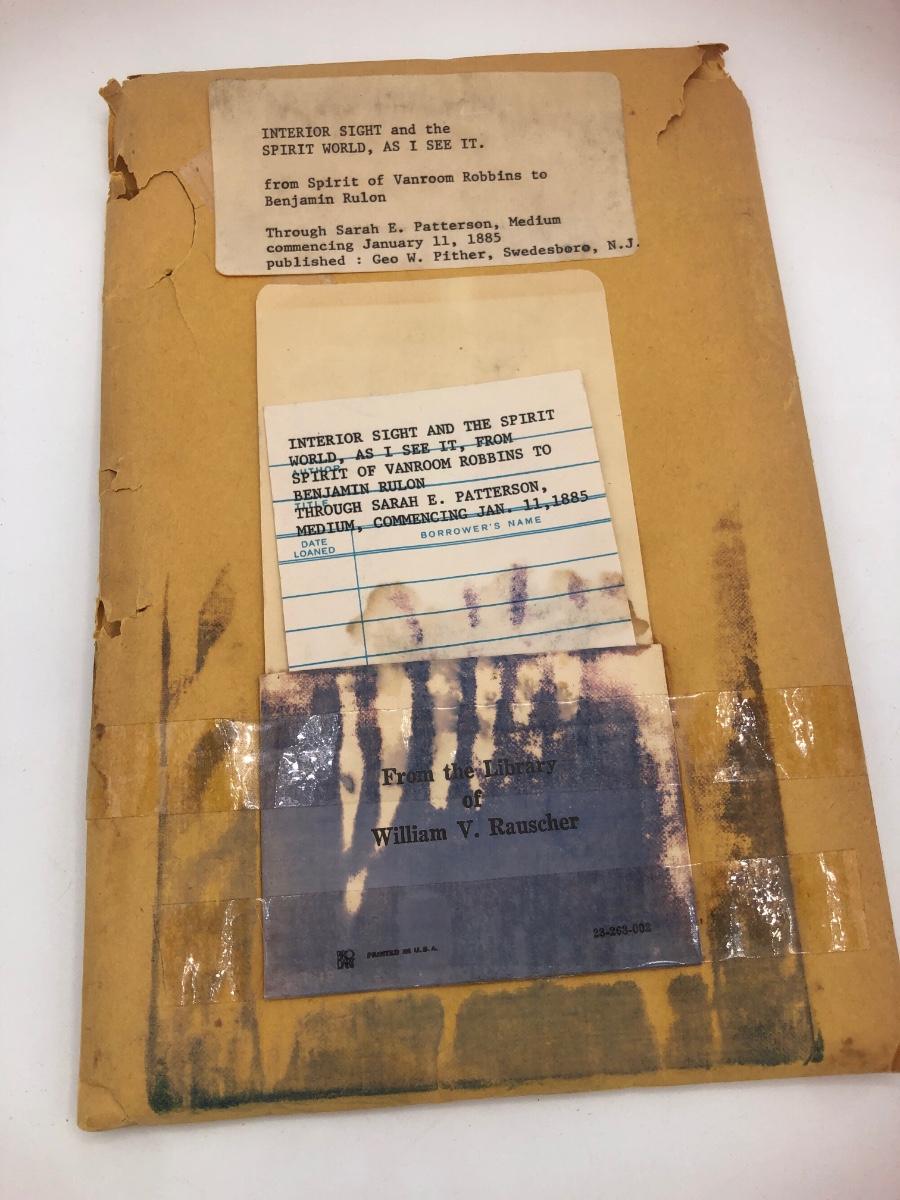 INTERIOR SIGHT and the
SPIRIT WORLD, AS I SEE IT.
from Spirit of Vanroom Robbins to
Benjamin Rulon
Through Sarah E. Patterson, Medium
commencing January 11, 1885
published : Geo W. Pither, Swedesboro, N.J.
INTERIOR SIGHT AND THE SPIRIT
WORLD, AS I SEE IT, FROM
AUTHOR
SPIRIT OF VANROOM ROBBINS TO
BENJAMIN RULON
TITLE
THROUGH SARAH E. PATTERSON,
MEDIUM, COMMENCING JAN. 11,1885
DATE
LOANED
BORROWER'S NAME
From the Library
of
William V. Rauscher
23-263-002
PRINTED IN U.S.A.